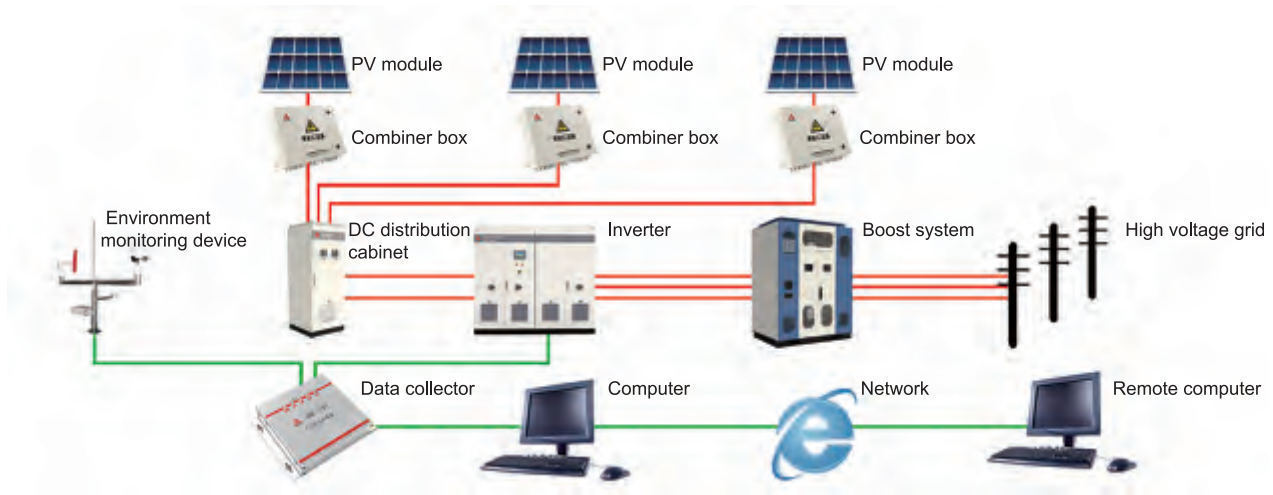 PV module
PV module
PV module
Combiner box
Combiner box
Combiner box
Environment
monitoring device
DC distribution
cabinet
Inverter
Boost system
High voltage grid
Data collector
Computer
Network
Remote computer